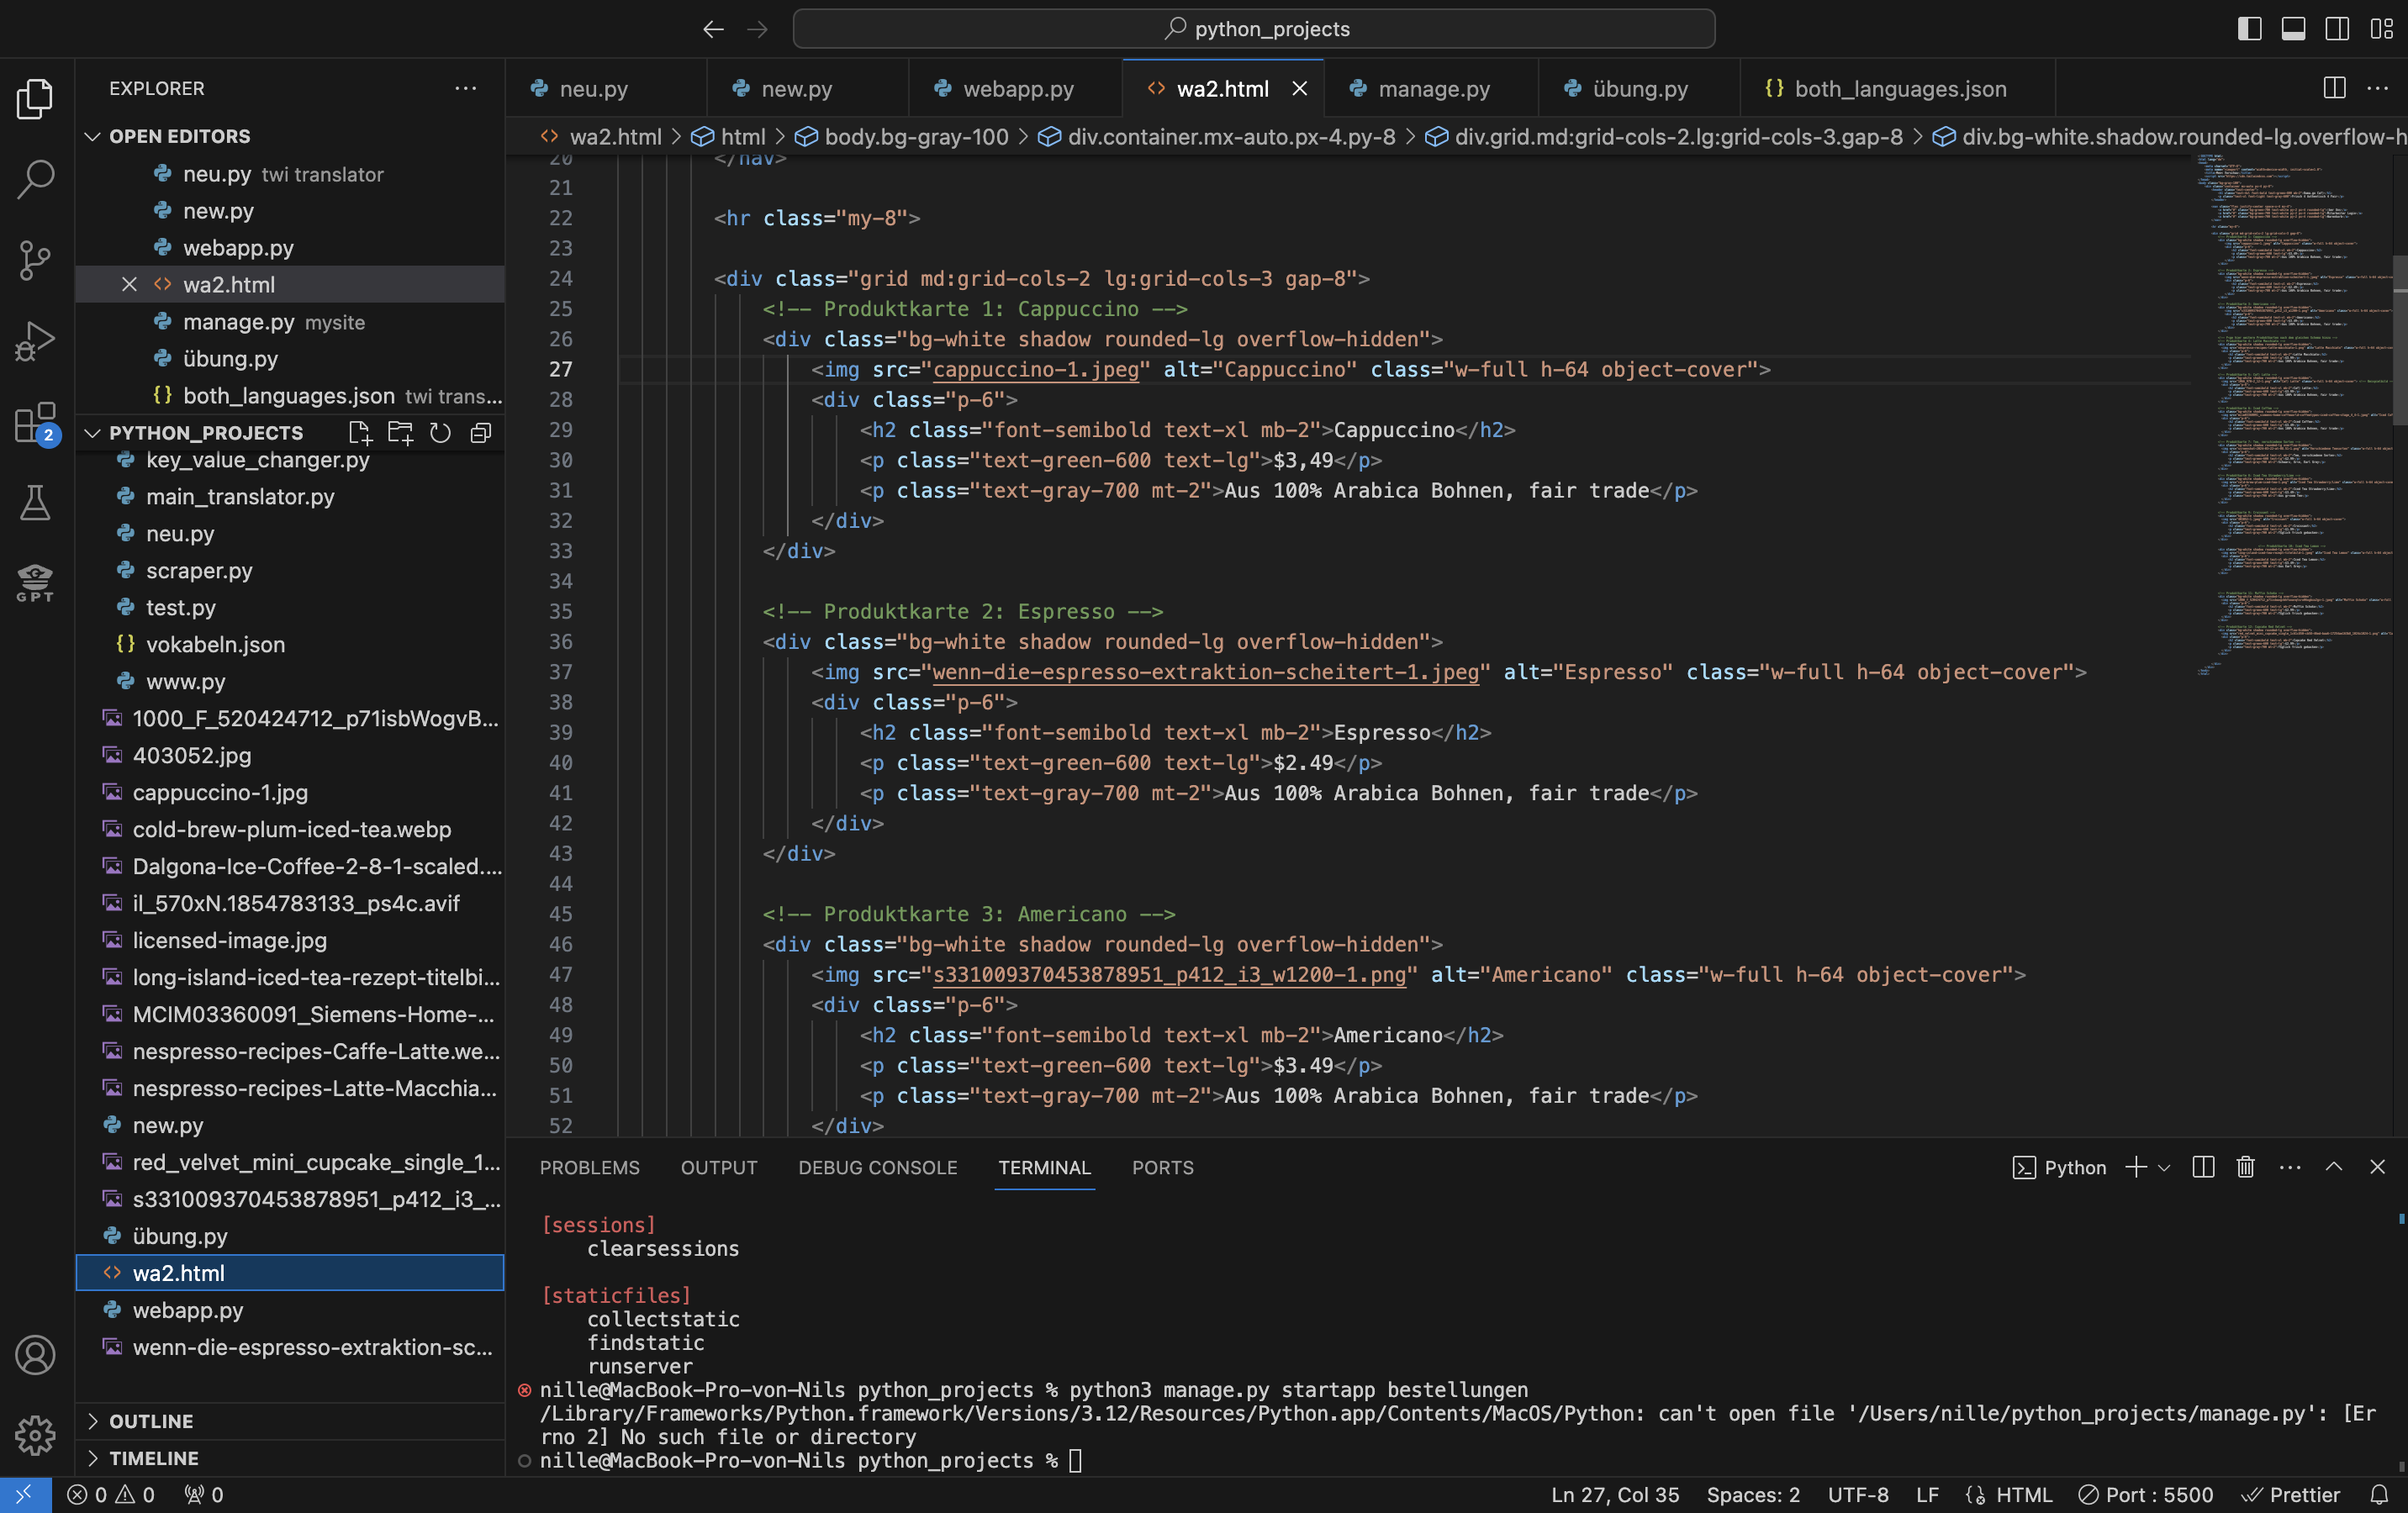 python_projects
EXPLORER
OPEN EDITORS
neu.py twi translator
new.py
webapp.py
wa2.html
manage.py mysite
übung.py
{} both_languages.json twi trans...
2
PYTHON_PROJECTS
key_value_changer.py
main_translator.py
neu.py
scraper.py
GPT
test.py
{} vokabeln.json
www.py
1000_F_520424712_p71isbWogvB...
403052.jpg
cappuccino-1.jpg
cold-brew-plum-iced-tea.webp
Dalgona-Ice-Coffee-2-8-1-scaled....
il_570xN.1854783133_ps4c.avif
licensed-image.jpg
long-island-iced-tea-rezept-titelbi...
MCIM03360091_Siemens-Home-...
nespresso-recipes-Caffe-Latte.we...
nespresso-recipes-Latte-Macchia...
new.py
red_velvet_mini_cupcake_single_1...
s331009370453878951_p412_i3_...
übung.py
wa2.html
webapp.py
wenn-die-espresso-extraktion-sc...
OUTLINE
TIMELINE
neu.py new.py webapp.py <> wa2.html manage.py übung.py {} both_languages.json
<> wa2.html > html > body.bg-gray-100 > div.container.mx-auto.px-4.py-8 > div.grid.md:grid-cols-2.lg:grid-cols-3.gap-8 > div.bg-white.shadow.rounded-lg.overflow-h
20 </nav>
21
22 <hr class="my-8">
23
24 <div class="grid md:grid-cols-2 lg:grid-cols-3 gap-8">
25 <!-- Produktkarte 1: Cappuccino -->
26 <div class="bg-white shadow rounded-lg overflow-hidden">
27 <img src="cappuccino-1.jpeg" alt="Cappuccino" class="w-full h-64 object-cover">
28 <div class="p-6">
29 <h2 class="font-semibold text-xl mb-2">Cappuccino</h2>
30 <p class="text-green-600 text-lg">$3,49</p>
31 <p class="text-gray-700 mt-2">Aus 100% Arabica Bohnen, fair trade</p>
32 </div>
33 </div>
34
35 <!-- Produktkarte 2: Espresso -->
36 <div class="bg-white shadow rounded-lg overflow-hidden">
37 <img src="wenn-die-espresso-extraktion-scheitert-1.jpeg" alt="Espresso" class="w-full h-64 object-cover">
38 <div class="p-6">
39 <h2 class="font-semibold text-xl mb-2">Espresso</h2>
40 <p class="text-green-600 text-lg">$2.49</p>
41 <p class="text-gray-700 mt-2">Aus 100% Arabica Bohnen, fair trade</p>
42 </div>
43 </div>
44
45 <!-- Produktkarte 3: Americano -->
46 <div class="bg-white shadow rounded-lg overflow-hidden">
47 <img src="s331009370453878951_p412_i3_w1200-1.png" alt="Americano" class="w-full h-64 object-cover">
48 <div class="p-6">
49 <h2 class="font-semibold text-xl mb-2">Americano</h2>
50 <p class="text-green-600 text-lg">$3.49</p>
51 <p class="text-gray-700 mt-2">Aus 100% Arabica Bohnen, fair trade</p>
52 </div>
PROBLEMS OUTPUT DEBUG CONSOLE TERMINAL PORTS
Python
[sessions]
clearsessions
[staticfiles]
collectstatic
findstatic
runserver
nille@MacBook-Pro-von-Nils python_projects % python3 manage.py startapp bestellungen
/Library/Frameworks/Python.framework/Versions/3.12/Resources/Python.app/Contents/MacOS/Python: can't open file '/Users/nille/python_projects/manage.py': [Er
rno 2] No such file or directory
nille@MacBook-Pro-von-Nils python_projects %
0 0 0
Ln 27, Col 35 Spaces: 2 UTF-8 LF HTML Port : 5500 Prettier